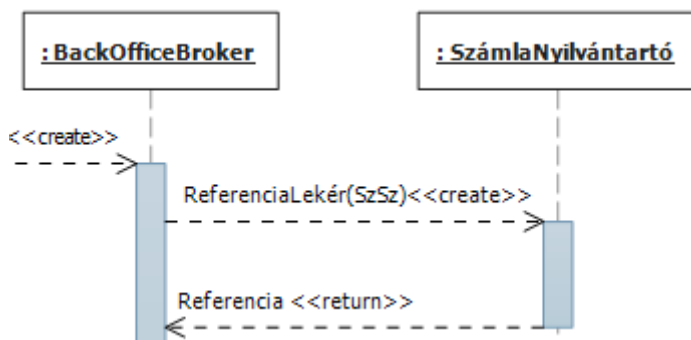 : BackOfficeBroker
: SzámlaNyilvántartó
<<create>>
ReferenciaLekér(SzSz)<<create>>
Referencia <<return>>